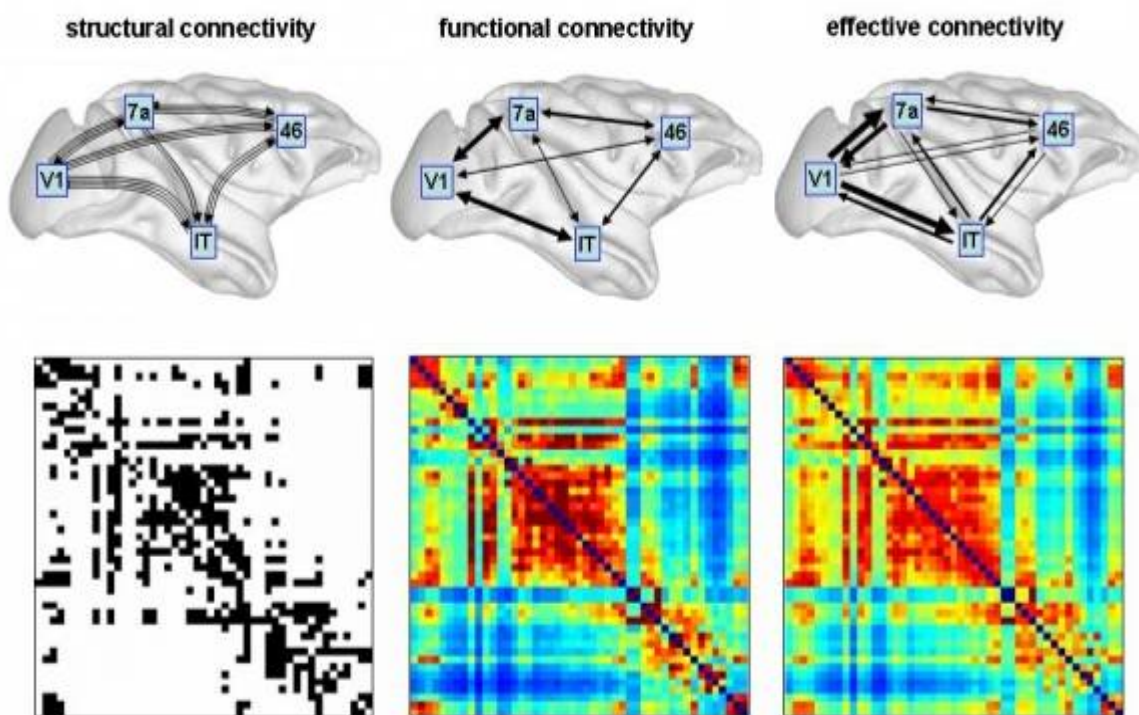 structural connectivity
functional connectivity
effective connectivity
7a
46
V1
IT
7a
46
V1
IT
7a
46
V1
IT